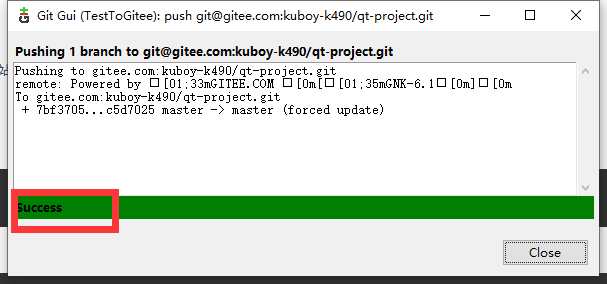 Git Gui (TestToGitee): push git@gitee.com:kuboy-k490/qt-project.git
Pushing 1 branch to git@gitee.com:kuboy-k490/qt-project.git
Pushing to gitee.com:kuboy-k490/qt-project.git
remote: Powered by □[01;33mGITEE.COM □[0m[□[01;35mGNK-6.1□[0m]□[0m
To gitee.com:kuboy-k490/qt-project.git
 + 7bf3705...c5d7025 master -> master (forced update)
Success
Close